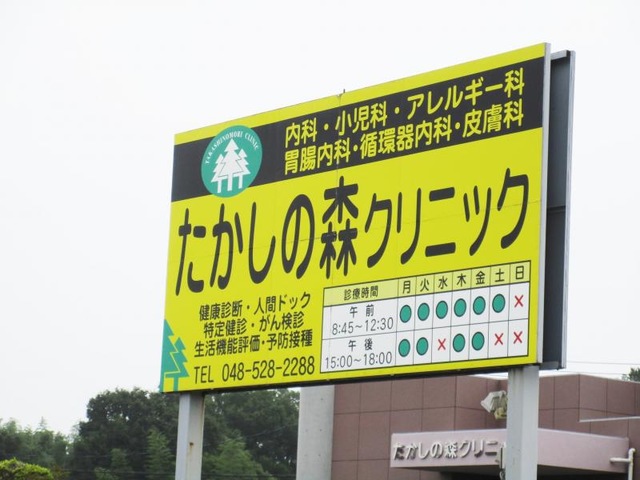 TAKASHINOMORI CLINIC
内科・小児科・アレルギー科
胃腸内科・循環器内科・皮膚科
たかしの森クリニック
健康診断・人間ドック
特定健診・がん検診
生活機能評価・予防接種
TEL 048-528-2288
診療時間 月 火 水 木 金 土 日
午前 8:45~12:30 ● ● ● ● ● ● ×
午後 15:00~18:00 ● ● × ● ● × ×
たかしの森クリニ